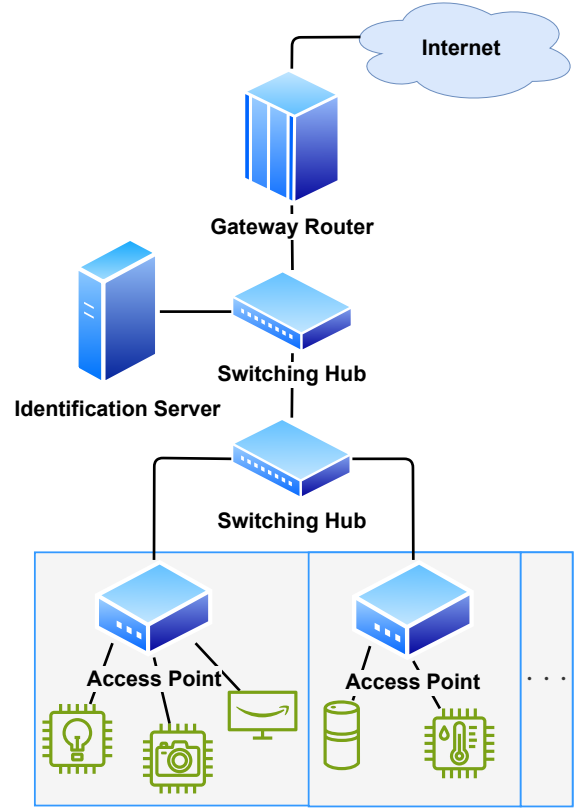 Internet
Gateway Router
Switching Hub
Identification Server
Switching Hub
Access Point
Access Point
. . .